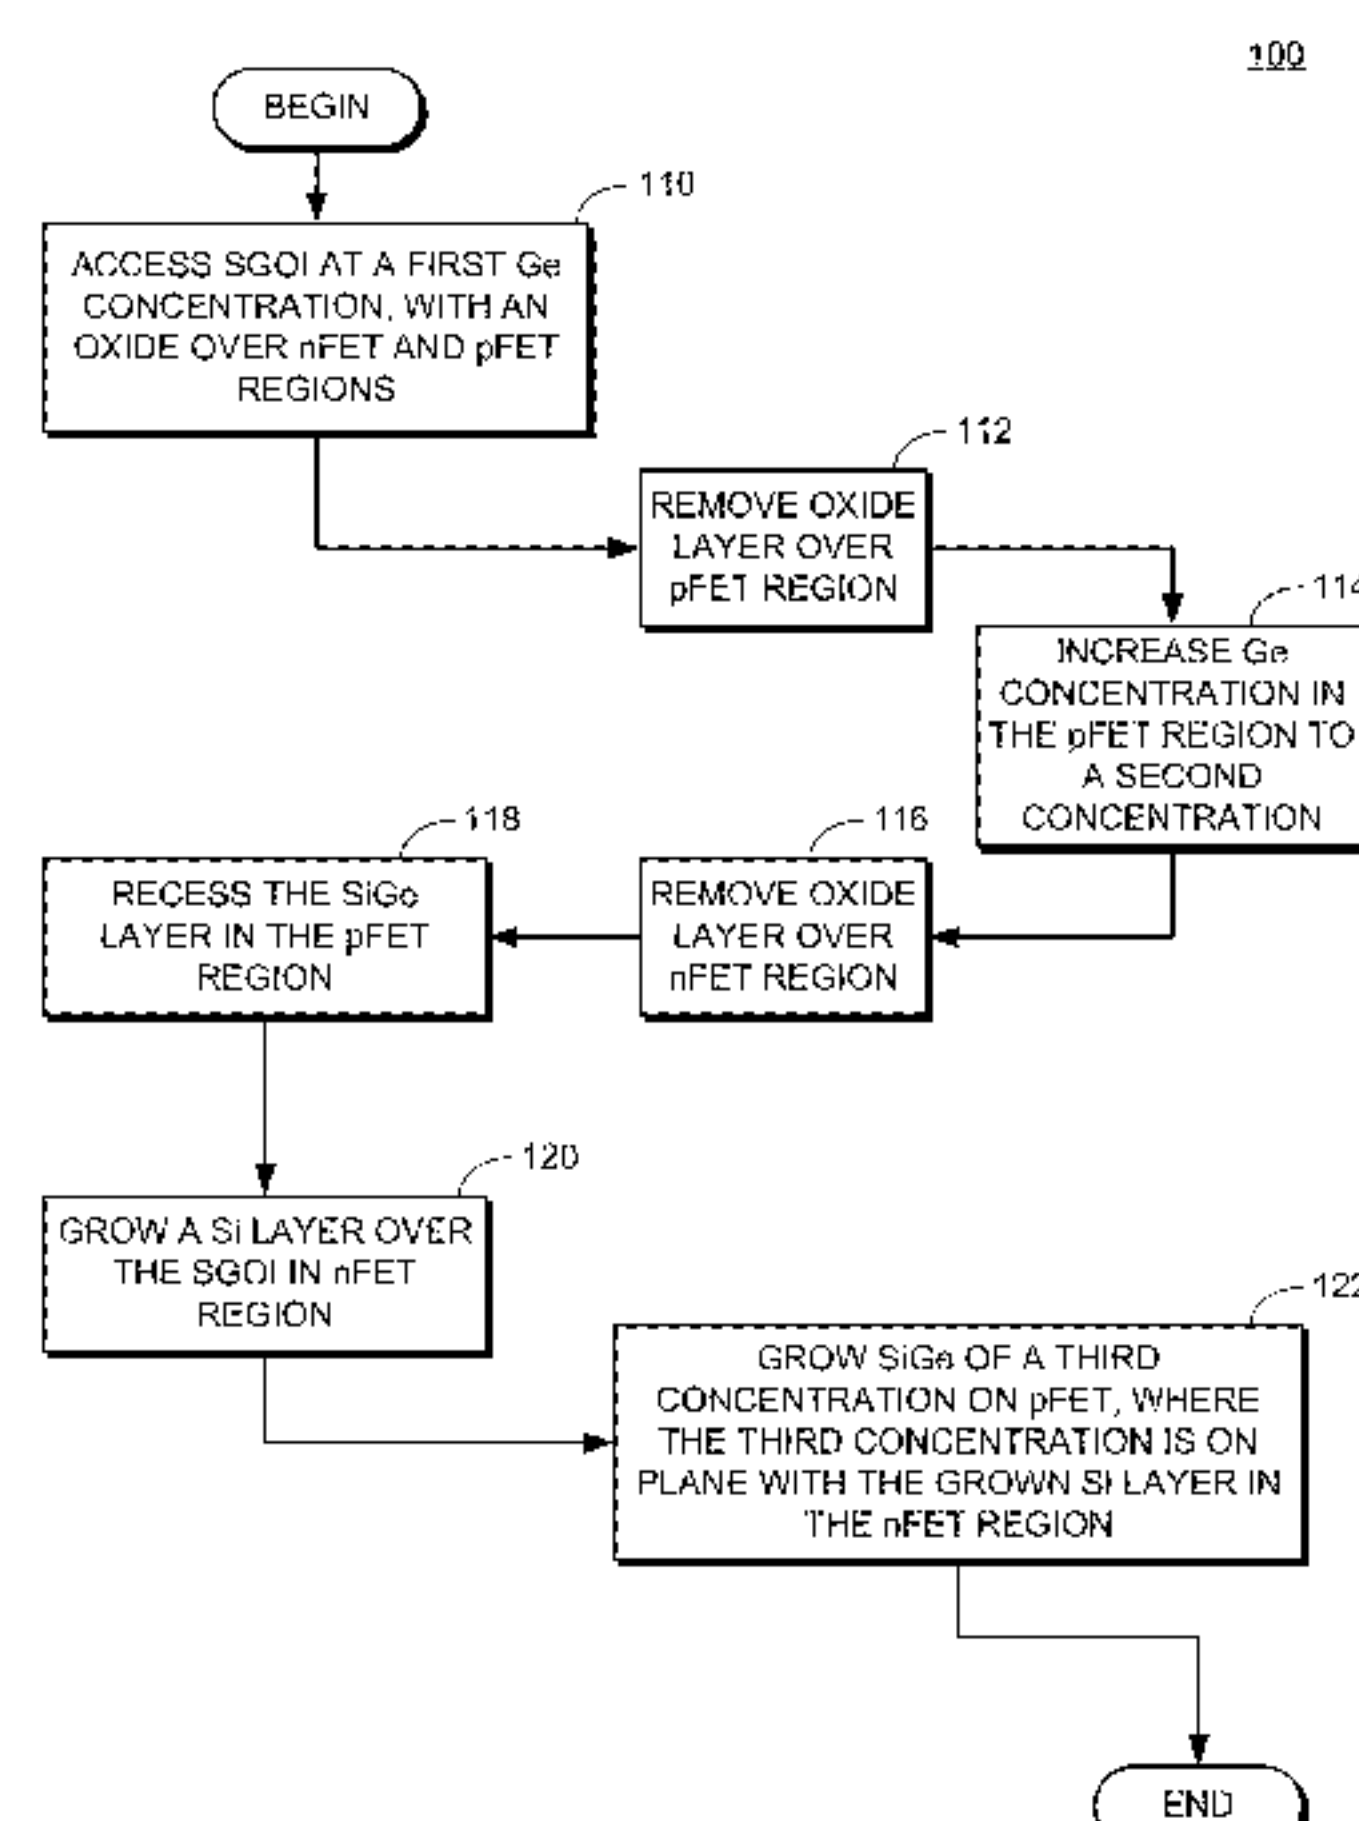 100
BEGIN
110
ACCESS SGOI AT A FIRST Ge
CONCENTRATION, WITH AN
OXIDE OVER nFET AND pFET
REGIONS
112
REMOVE OXIDE
LAYER OVER
pFET REGION
114
INCREASE Ge
CONCENTRATION IN
THE pFET REGION TO
A SECOND
CONCENTRATION
116
REMOVE OXIDE
LAYER OVER
nFET REGION
118
RECESS THE SiGe
LAYER IN THE pFET
REGION
120
GROW A Si LAYER OVER
THE SGOI IN nFET
REGION
122
GROW SiGe OF A THIRD
CONCENTRATION ON pFET, WHERE
THE THIRD CONCENTRATION IS ON
PLANE WITH THE GROWN Si LAYER IN
THE nFET REGION
END